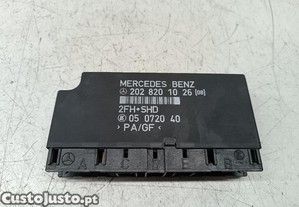 MERCEDES BENZ
202 820 10 26 [08]
2FH+SHD
05 0720 40
> PA/GF <
A E B
CustoJusto.pt